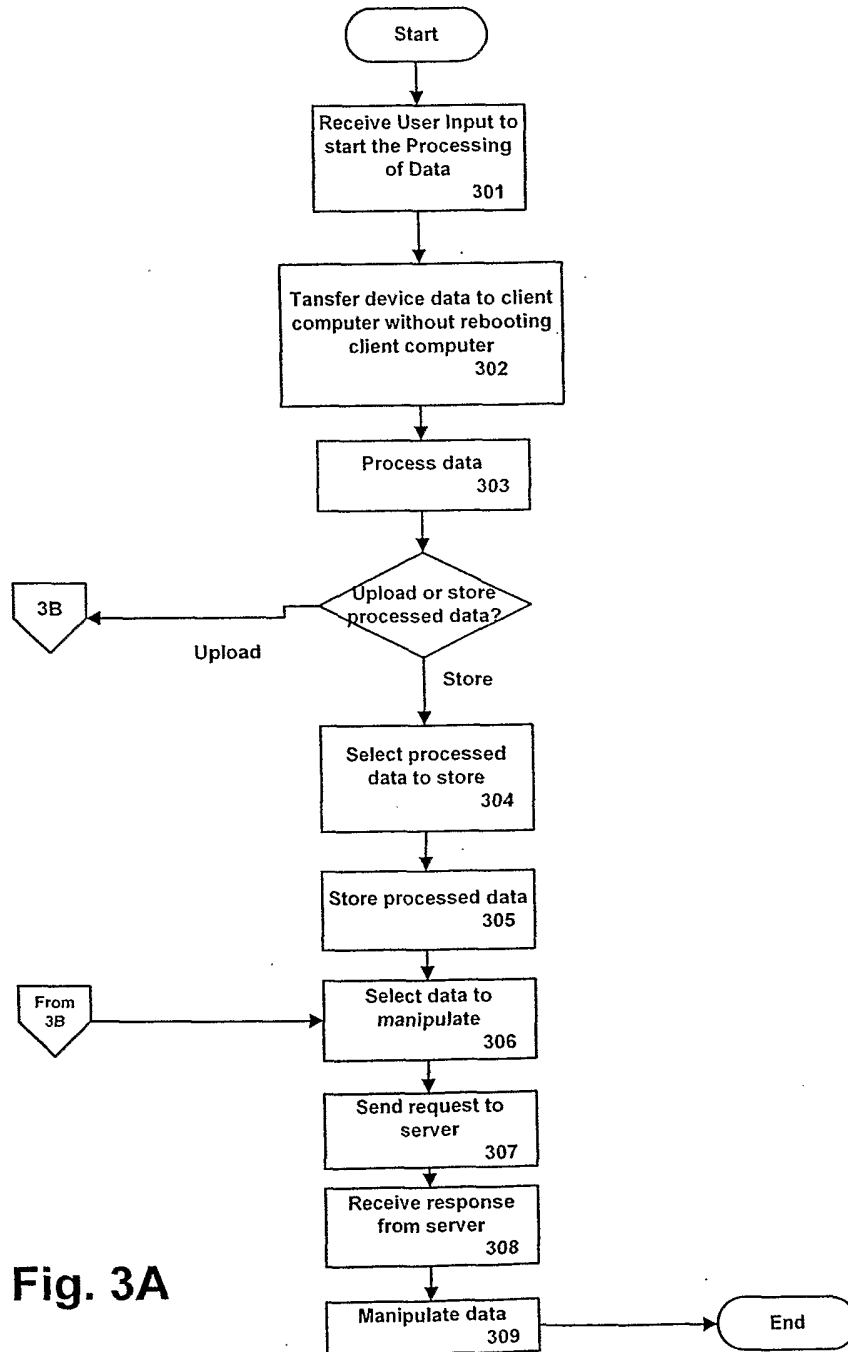 Start
Receive User Input to
start the Processing
of Data
301
Tansfer device data to client
computer without rebooting
client computer
302
Process data
303
Upload or store
processed data?
3B
Upload
Store
Select processed
data to store
304
Store processed data
305
From
3B
Select data to
manipulate
306
Send request to
server
307
Receive response
from server
308
Fig. 3A
Manipulate data
309
End